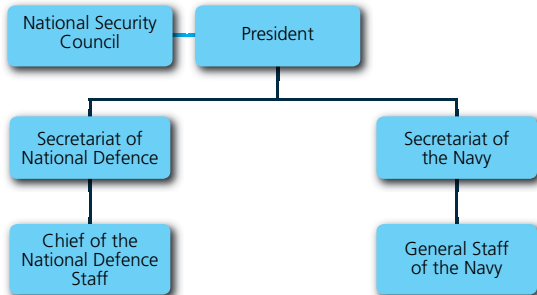 National Security
Council
President
Secretariat of
National Defence
Secretariat of
the Navy
Chief of the
National Defence
Staff
General Staff
of the Navy